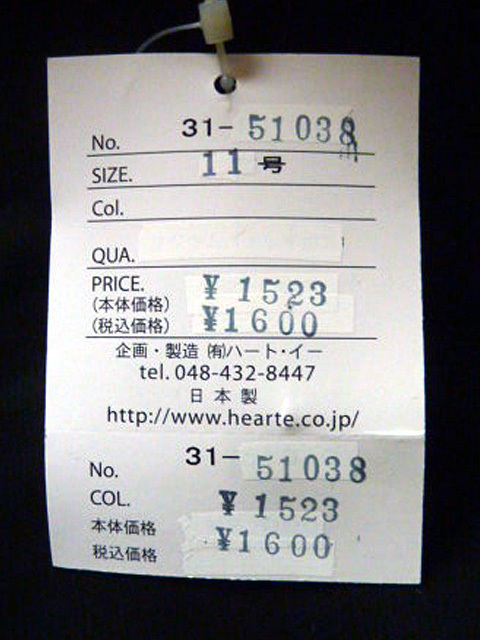 No. 31-51038
SIZE. 11号
Col.
QUA.
PRICE. ¥1523
(本体価格)
(税込価格) ¥1600
企画・製造 ㈲ハート・イー
tel. 048-432-8447
日本製
http://www.hearte.co.jp/
No. 31-51038
COL. ¥1523
本体価格
税込価格 ¥1600